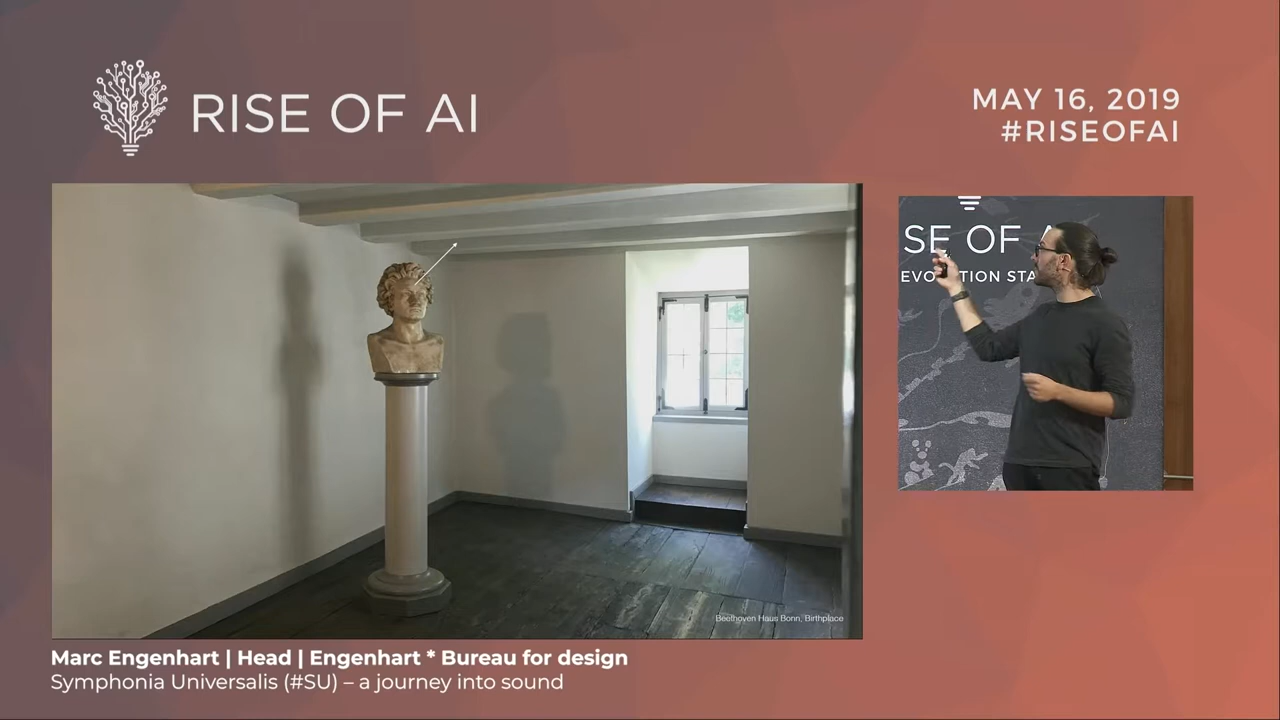 RISE OF AI
MAY 16, 2019
#RISEOFAI
SE OF A
EVO TION STA
Beethoven Haus Bonn, Birthplace
Marc Engenhart | Head | Engenhart * Bureau for design
Symphonia Universalis (#SU) – a journey into sound